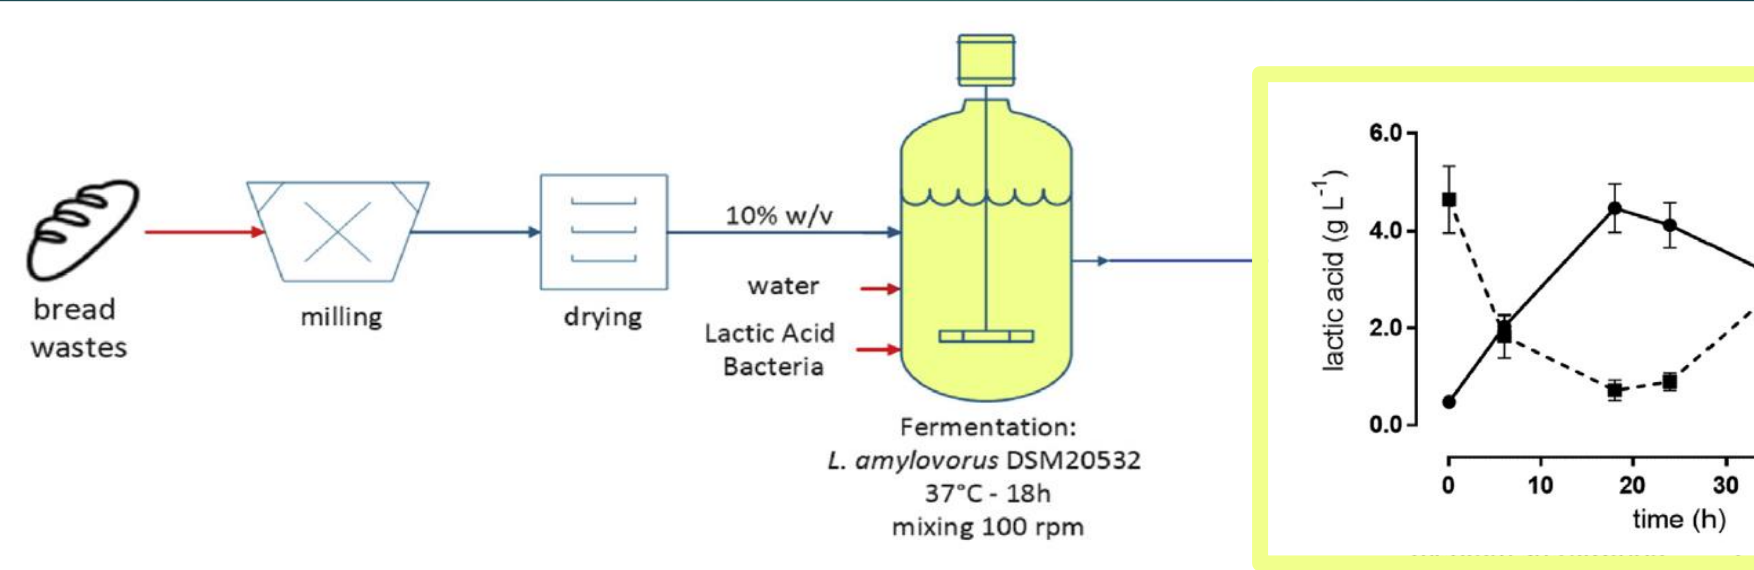 bread
wastes
milling
drying
10% w/v
water
Lactic Acid
Bacteria
Fermentation:
L. amylovorus DSM20532
37°C - 18h
mixing 100 rpm
lactic acid (g L⁻¹)
6.0
4.0
2.0
0.0
0 10 20 30
time (h)